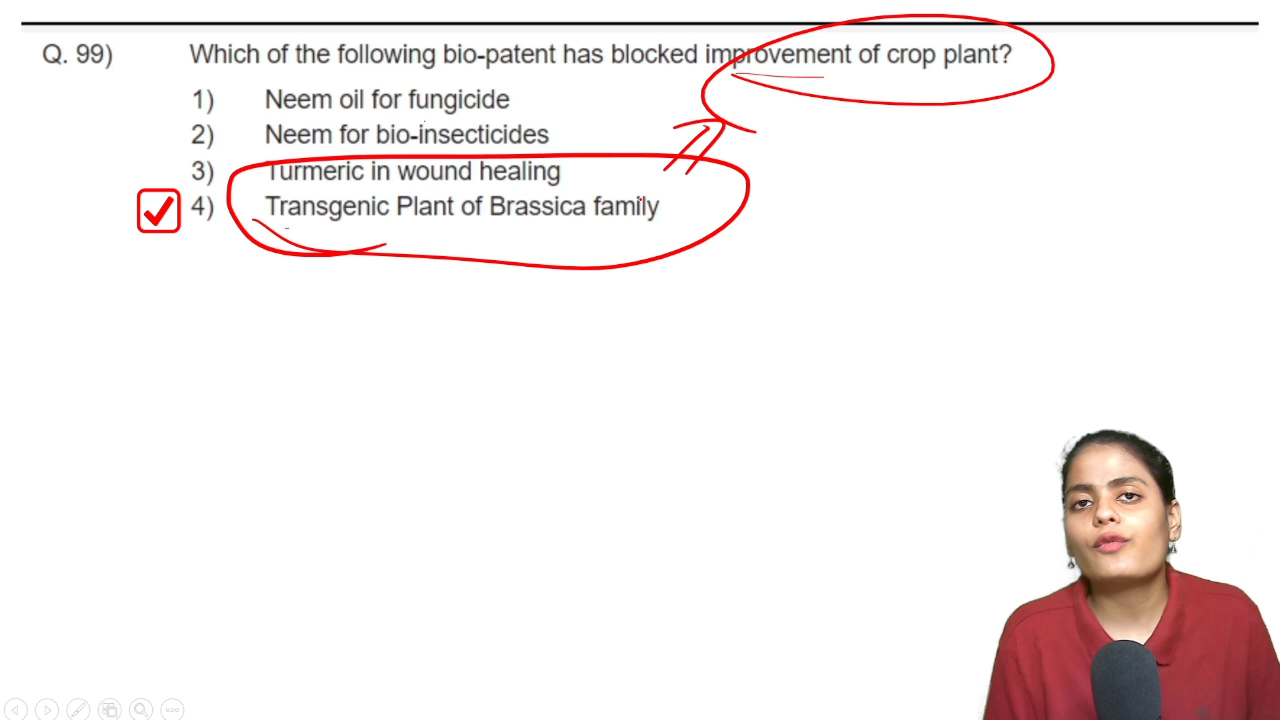 Q. 99) Which of the following bio-patent has blocked improvement of crop plant?
1) Neem oil for fungicide
2) Neem for bio-insecticides
3) Turmeric in wound healing
4) Transgenic Plant of Brassica family